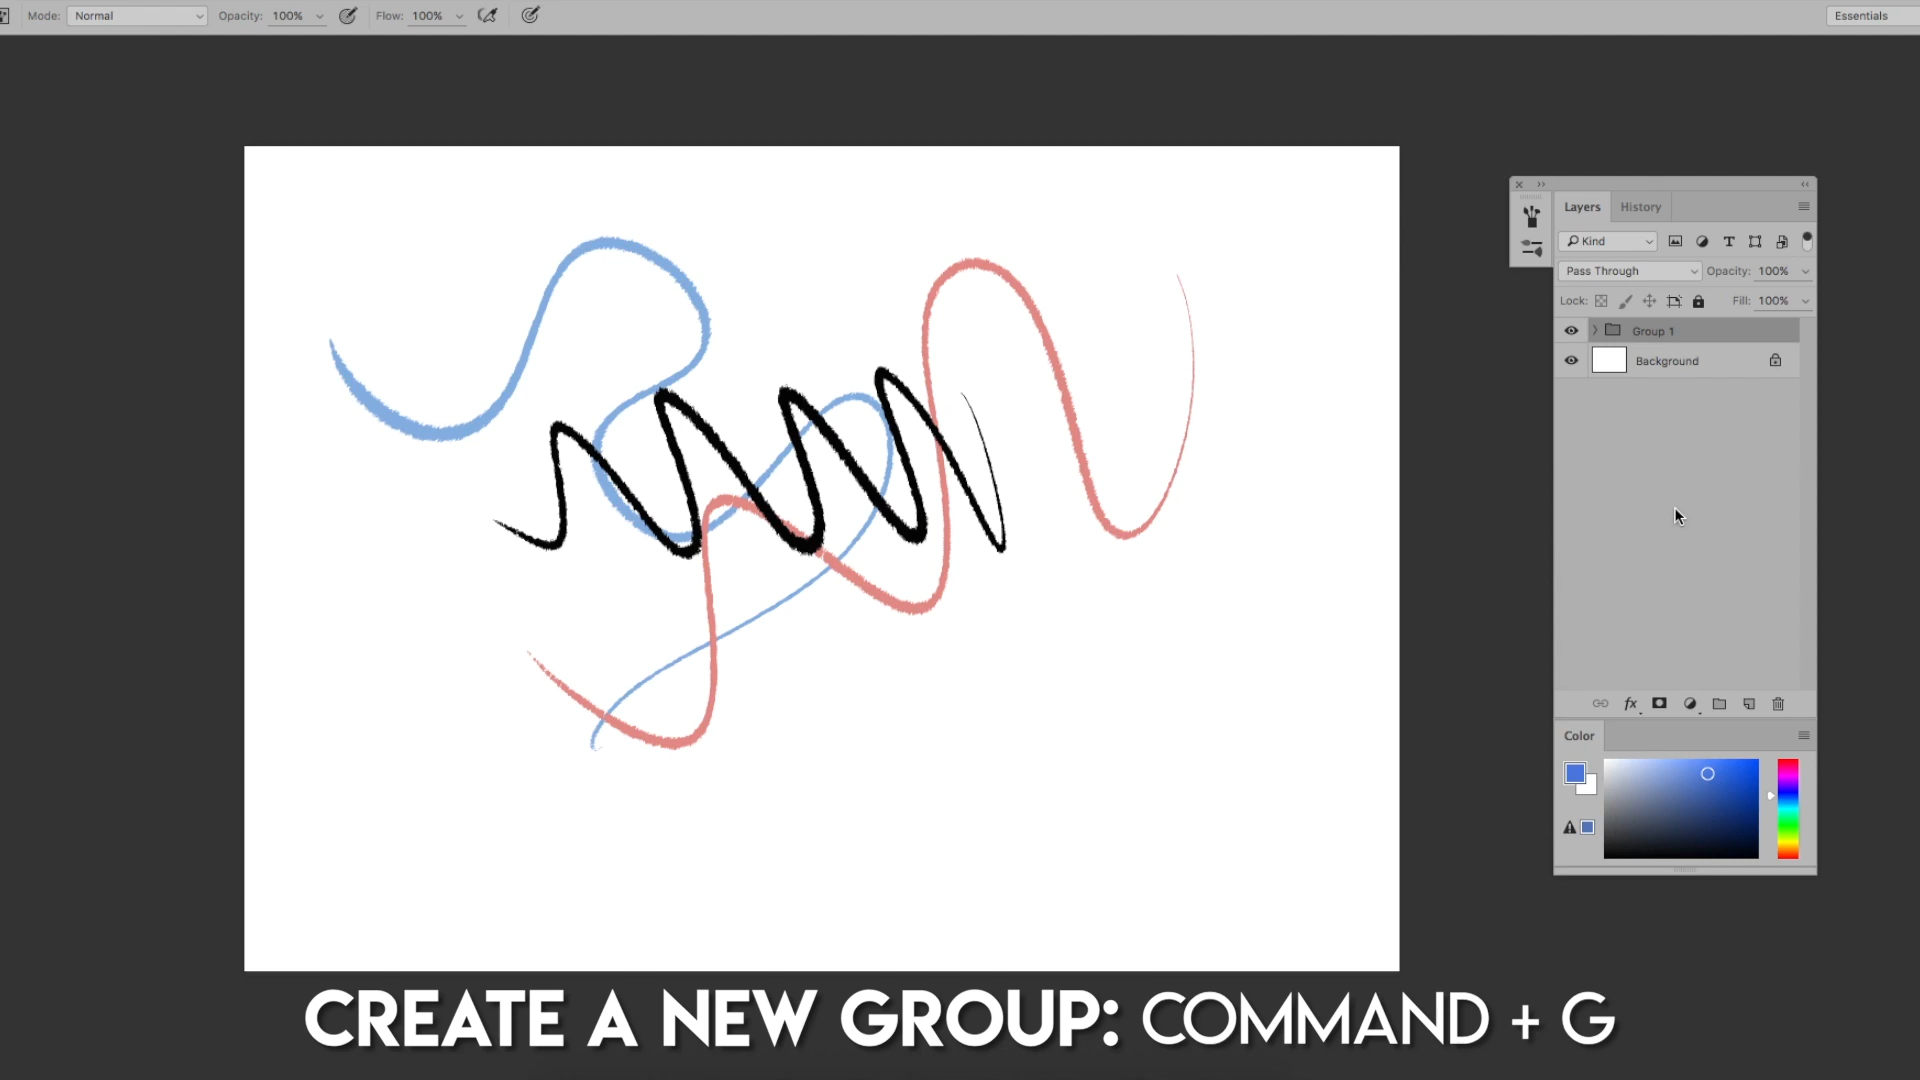 Mode: Normal Opacity: 100% Flow: 100% Essentials
Layers History
Kind
Pass Through Opacity: 100%
Lock: Fill: 100%
Group 1
Background
fx
Color
CREATE A NEW GROUP: COMMAND + G